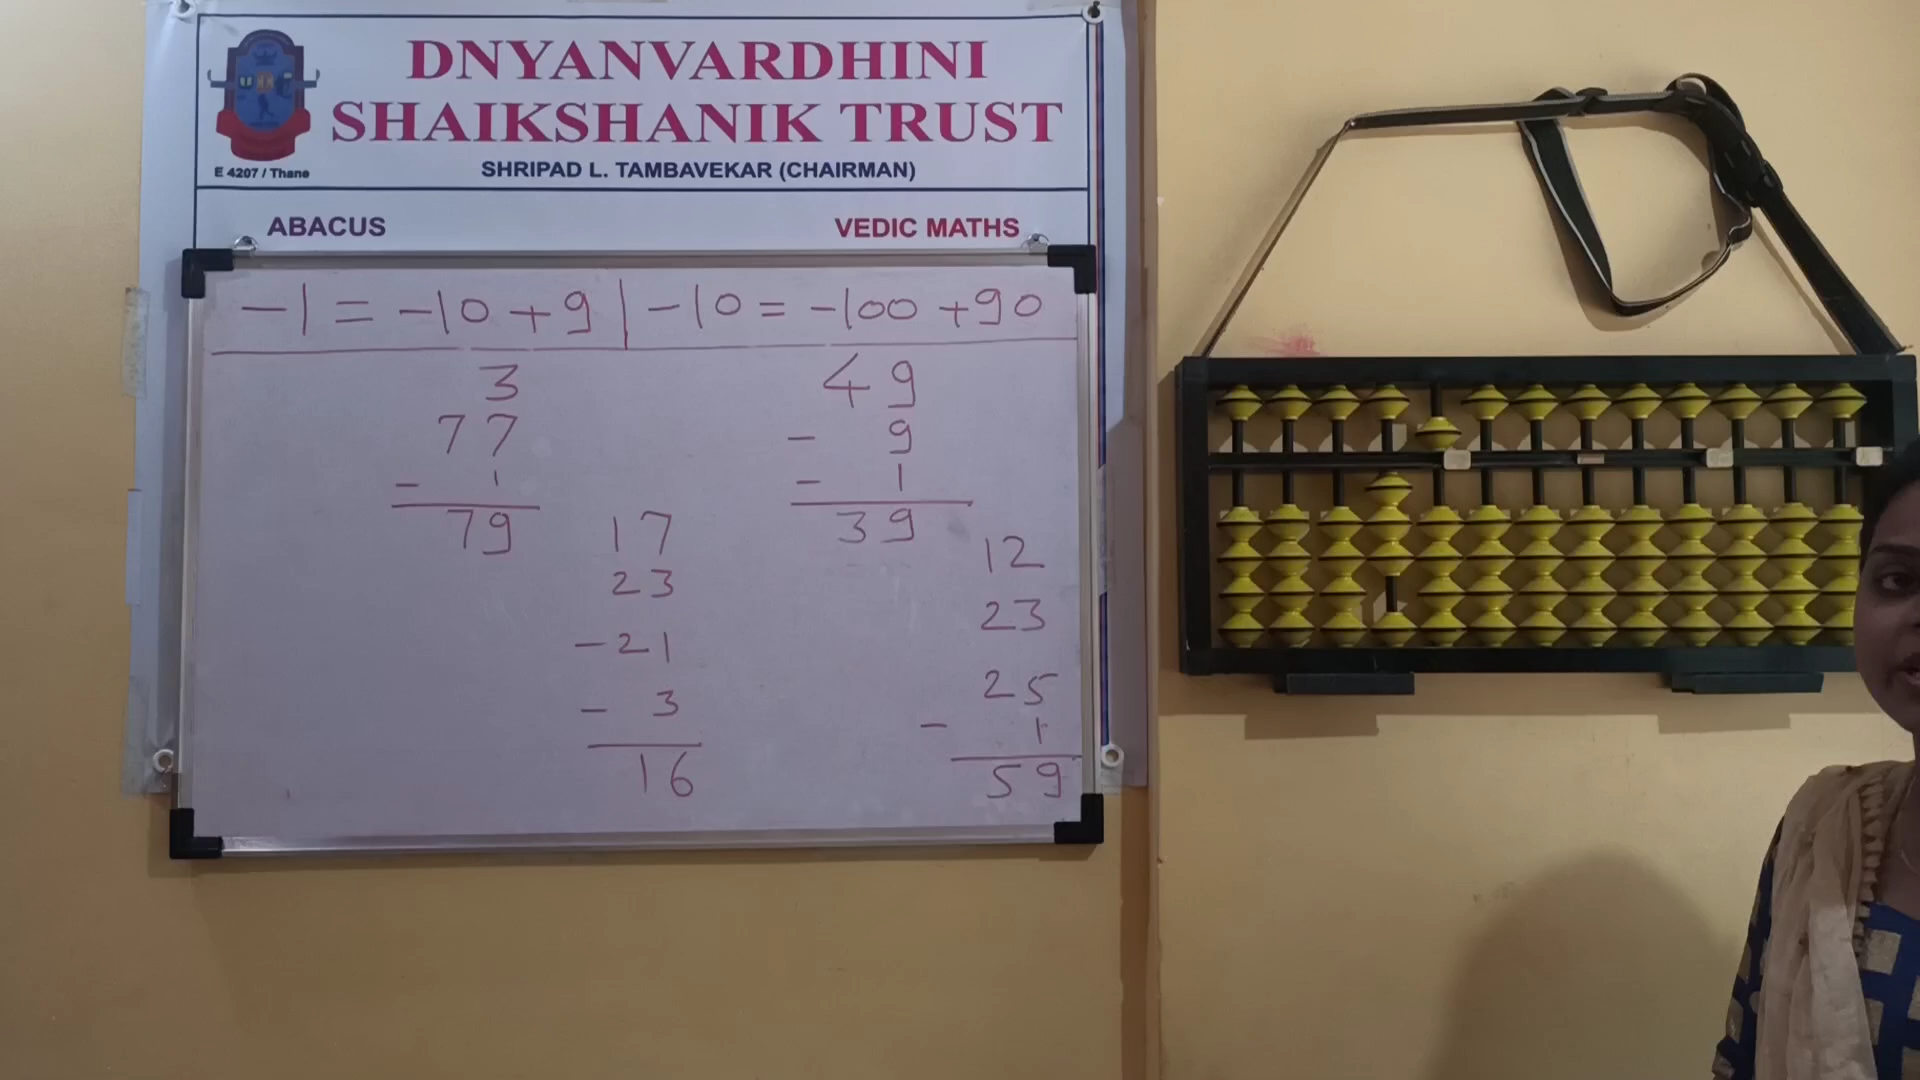 DNYANVARDHINI
SHAIKSHANIK TRUST
E 4207 / Thane
SHRIPAD L. TAMBAVEKAR (CHAIRMAN)
ABACUS
VEDIC MATHS
-1 = -10 +9 | -10 = -100 +90
3
77
- 1
79
49
- 9
- 1
39
17
23
-21
- 3
16
12
23
25
- 1
59